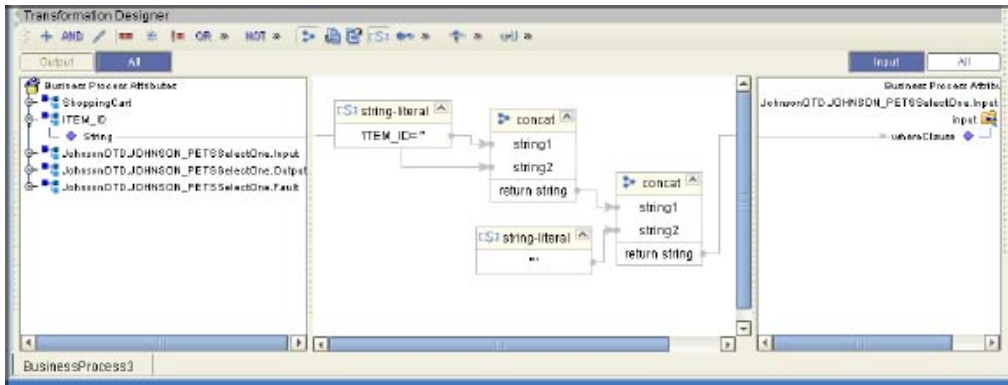 Transformation Designer
AND OR NOT
Output All Input All
Business Process Attributes
ShoppingCart
ITEM_ID
String
JohnsonOTD.JOHNSON_PETSSelectOne.Input
JohnsonOTD.JOHNSON_PETSSelectOne.Output
JohnsonOTD.JOHNSON_PETSSelectOne.Fault
string-literal
ITEM_ID='
concat
string1
string2
return string
string-literal
concat
string1
string2
return string
Business Process Attribu
JohnsonOTD.JOHNSON_PETSSelectOne.Input
Input
whereClause
BusinessProcess3